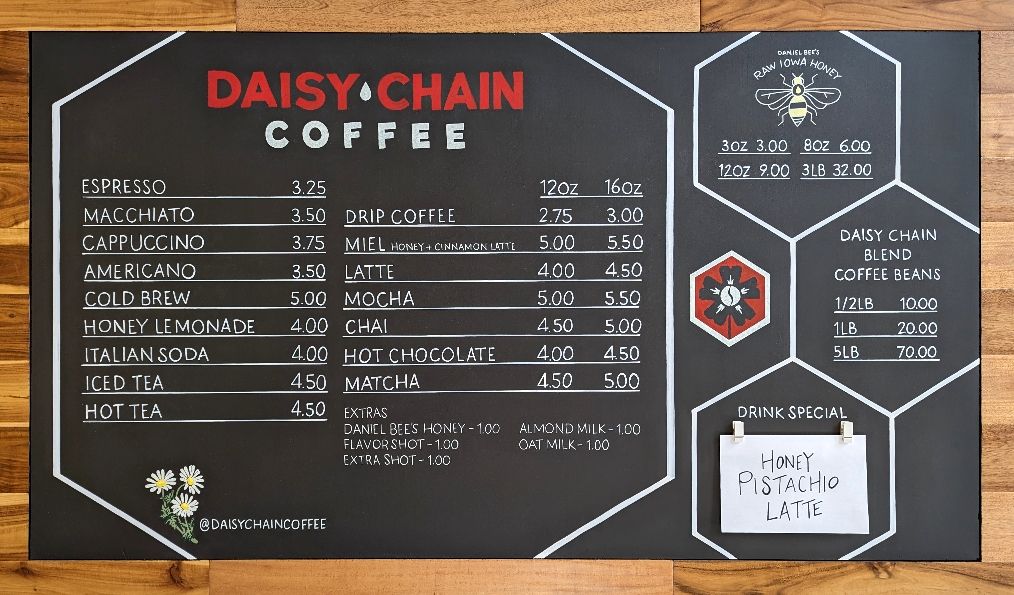 DAISY CHAIN
COFFEE
ESPRESSO 3.25
MACCHIATO 3.50
CAPPUCCINO 3.75
AMERICANO 3.50
COLD BREW 5.00
HONEY LEMONADE 4.00
ITALIAN SODA 4.00
ICED TEA 4.50
HOT TEA 4.50
12OZ 16OZ
DRIP COFFEE 2.75 3.00
MIEL HONEY + CINNAMON LATTE 5.00 5.50
LATTE 4.00 4.50
MOCHA 5.00 5.50
CHAI 4.50 5.00
HOT CHOCOLATE 4.00 4.50
MATCHA 4.50 5.00
EXTRAS
DANIEL BEE'S HONEY - 1.00 ALMOND MILK - 1.00
FLAVOR SHOT - 1.00 OAT MILK - 1.00
EXTRA SHOT - 1.00
@DAISYCHAINCOFFEE
DANIEL BEE'S
RAW IOWA HONEY
3OZ 3.00 8OZ 6.00
12OZ 9.00 3LB 32.00
DAISY CHAIN
BLEND
COFFEE BEANS
1/2LB 10.00
1LB 20.00
5LB 70.00
DRINK SPECIAL
HONEY
PISTACHIO
LATTE